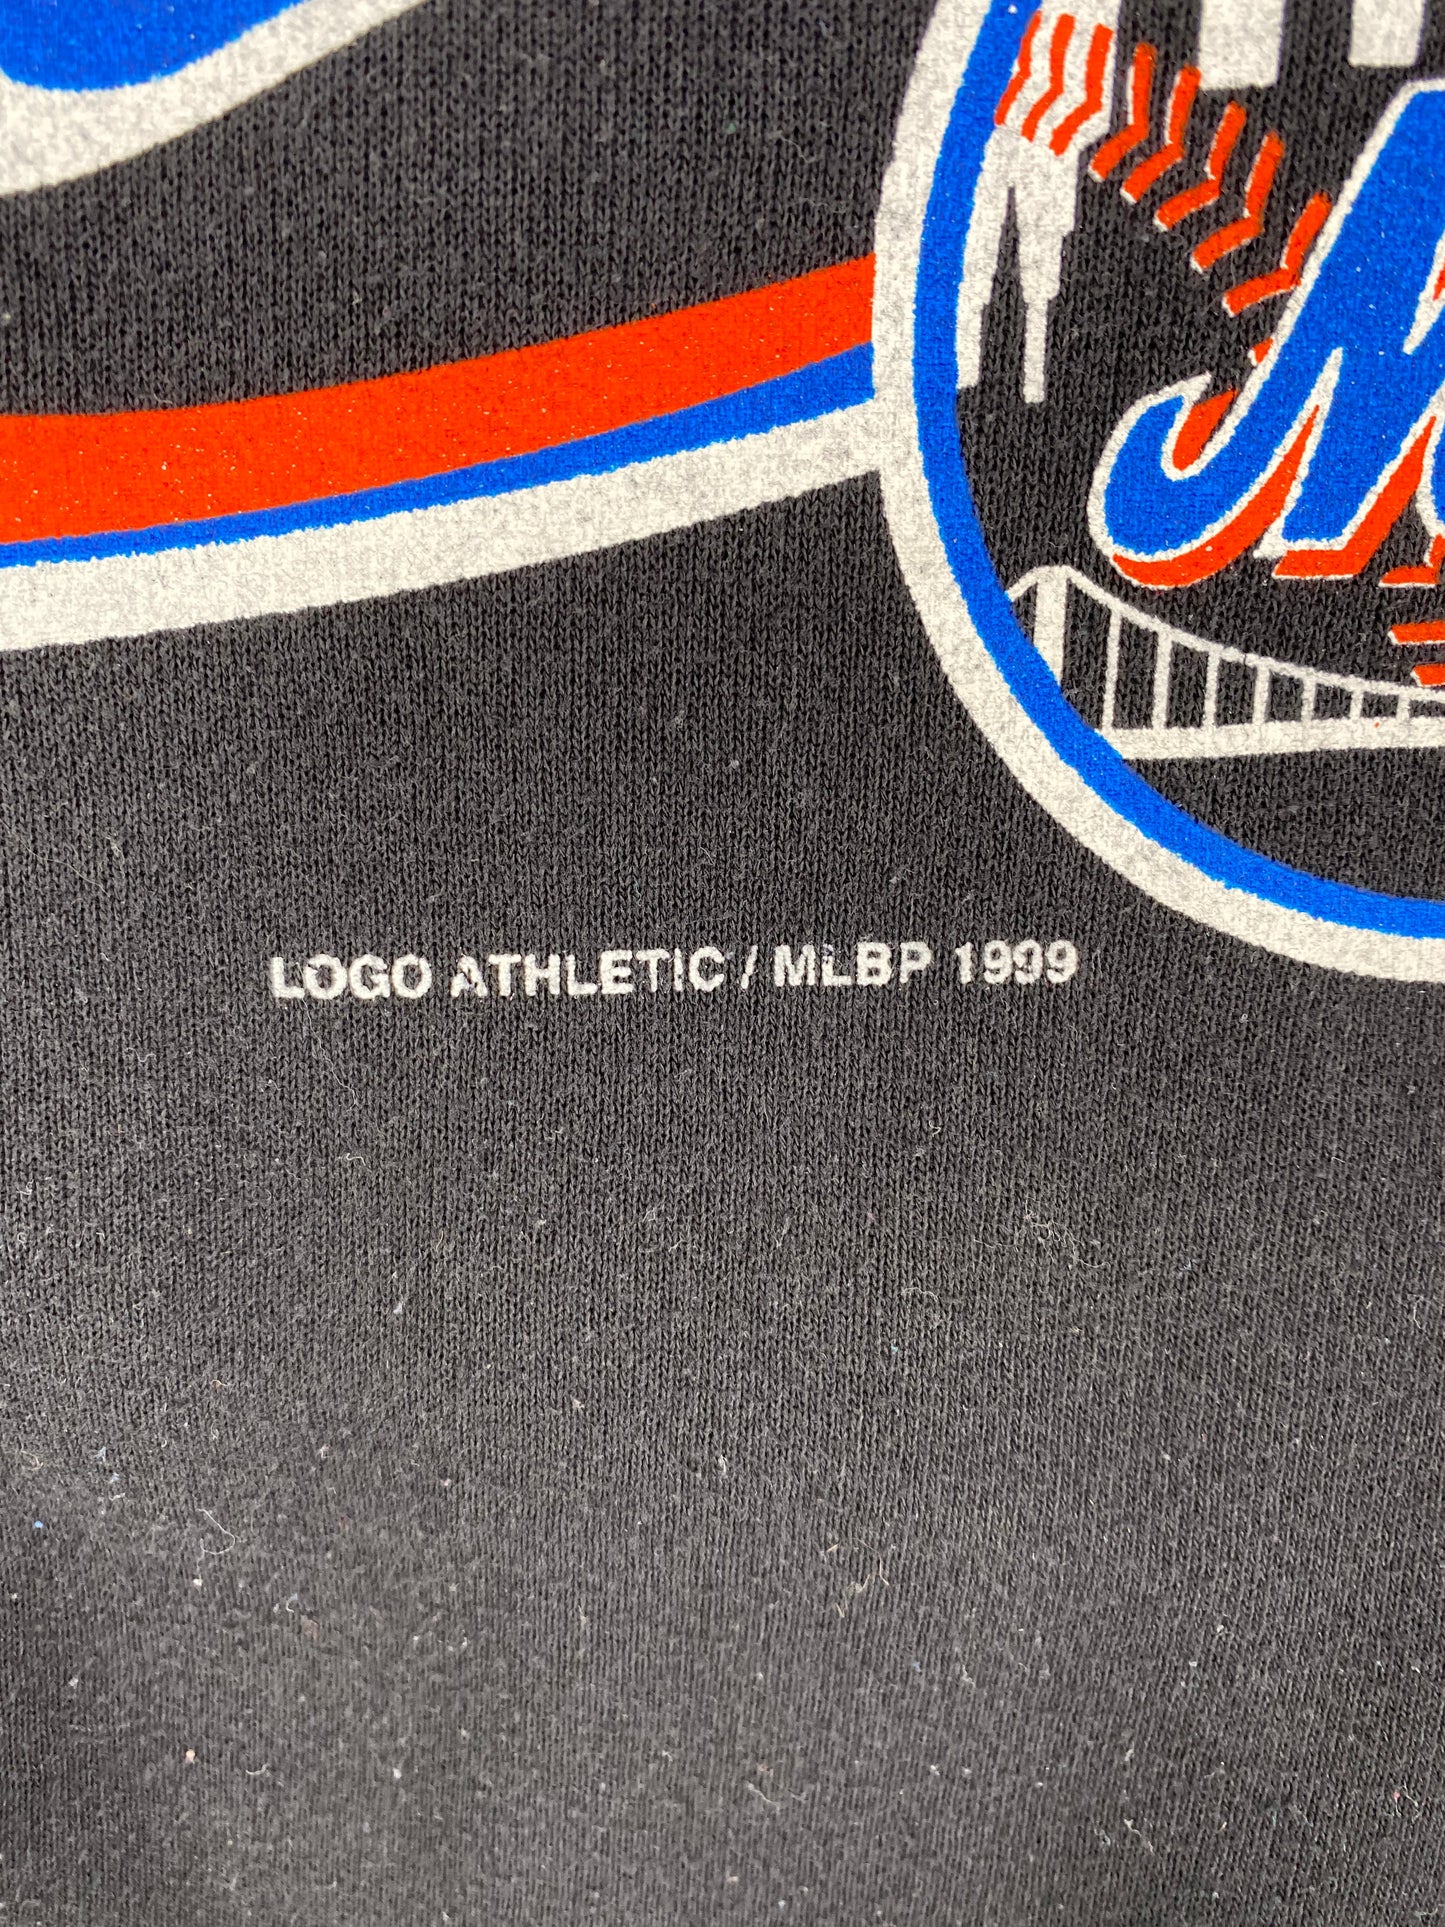 LOGO ATHLETIC / MLBP 1999